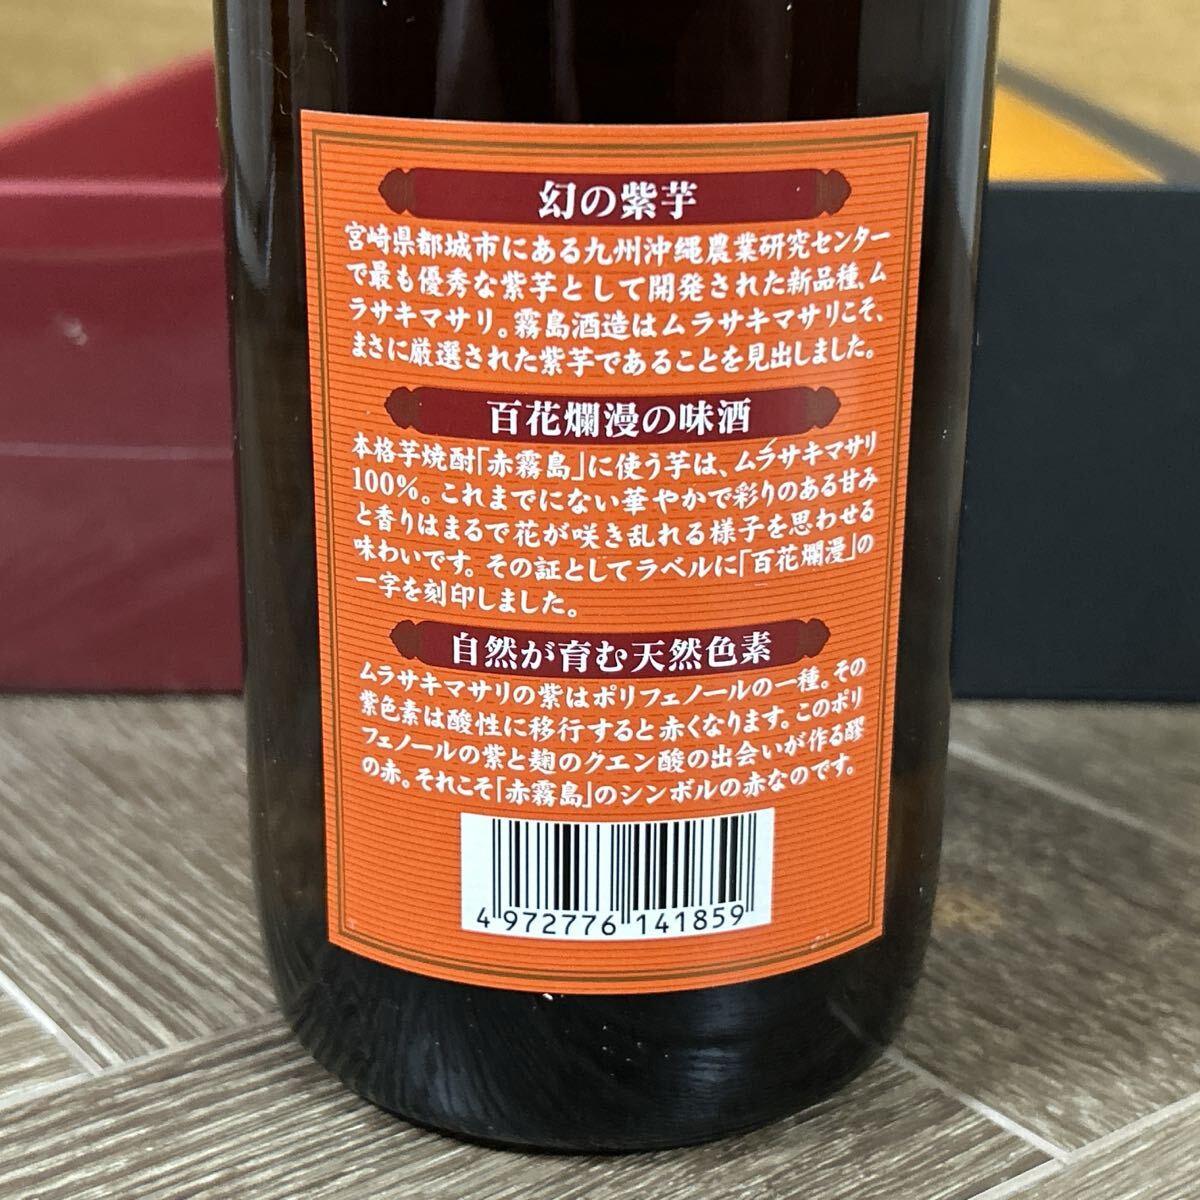 幻の紫芋
宮崎県都城市にある九州沖縄農業研究センター
で最も優秀な紫芋として開発された新品種、ム
ラサキマサリ。霧島酒造はムラサキマサリこそ、
まさに厳選された紫芋であることを見出しました。
百花爛漫の味酒
本格芋焼酎「赤霧島」に使う芋は、ムラサキマサリ
100%。これまでにない華やかで彩りのある甘み
と香りはまるで花が咲き乱れる様子を思わせる
味わいです。その証としてラベルに「百花爛漫」の
一字を刻印しました。
自然が育む天然色素
ムラサキマサリの紫はポリフェノールの一種。その
紫色素は酸性に移行すると赤くなります。このポリ
フェノールの紫と麹のクエン酸の出会いが作る醪
の赤。それこそ「赤霧島」のシンボルの赤なのです。
4 972776 141859